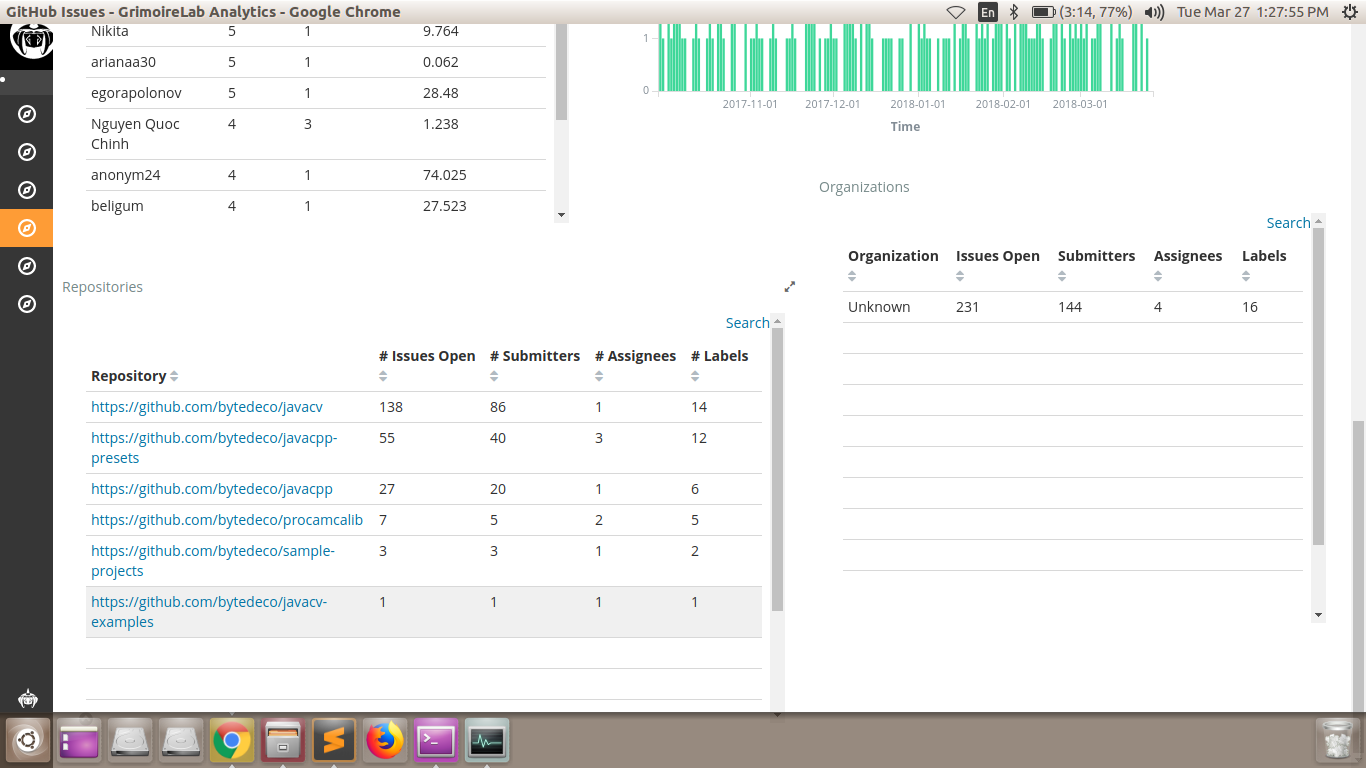 GitHub Issues - GrimoireLab Analytics - Google Chrome
En (3:14, 77%) Tue Mar 27 1:27:55 PM
Nikita 5 1 9.764
arianaa30 5 1 0.062
egorapolonov 5 1 28.48
Nguyen Quoc 4 3 1.238
Chinh
anonym24 4 1 74.025
beligum 4 1 27.523
1
0
2017-11-01 2017-12-01 2018-01-01 2018-02-01 2018-03-01
Time
Organizations
Search
Organization Issues Open Submitters Assignees Labels
Unknown 231 144 4 16
Repositories
Search
# Issues Open # Submitters # Assignees # Labels
Repository
https://github.com/bytedeco/javacv 138 86 1 14
https://github.com/bytedeco/javacpp- 55 40 3 12
presets
https://github.com/bytedeco/javacpp 27 20 1 6
https://github.com/bytedeco/procamcalib 7 5 2 5
https://github.com/bytedeco/sample- 3 3 1 2
projects
https://github.com/bytedeco/javacv- 1 1 1 1
examples